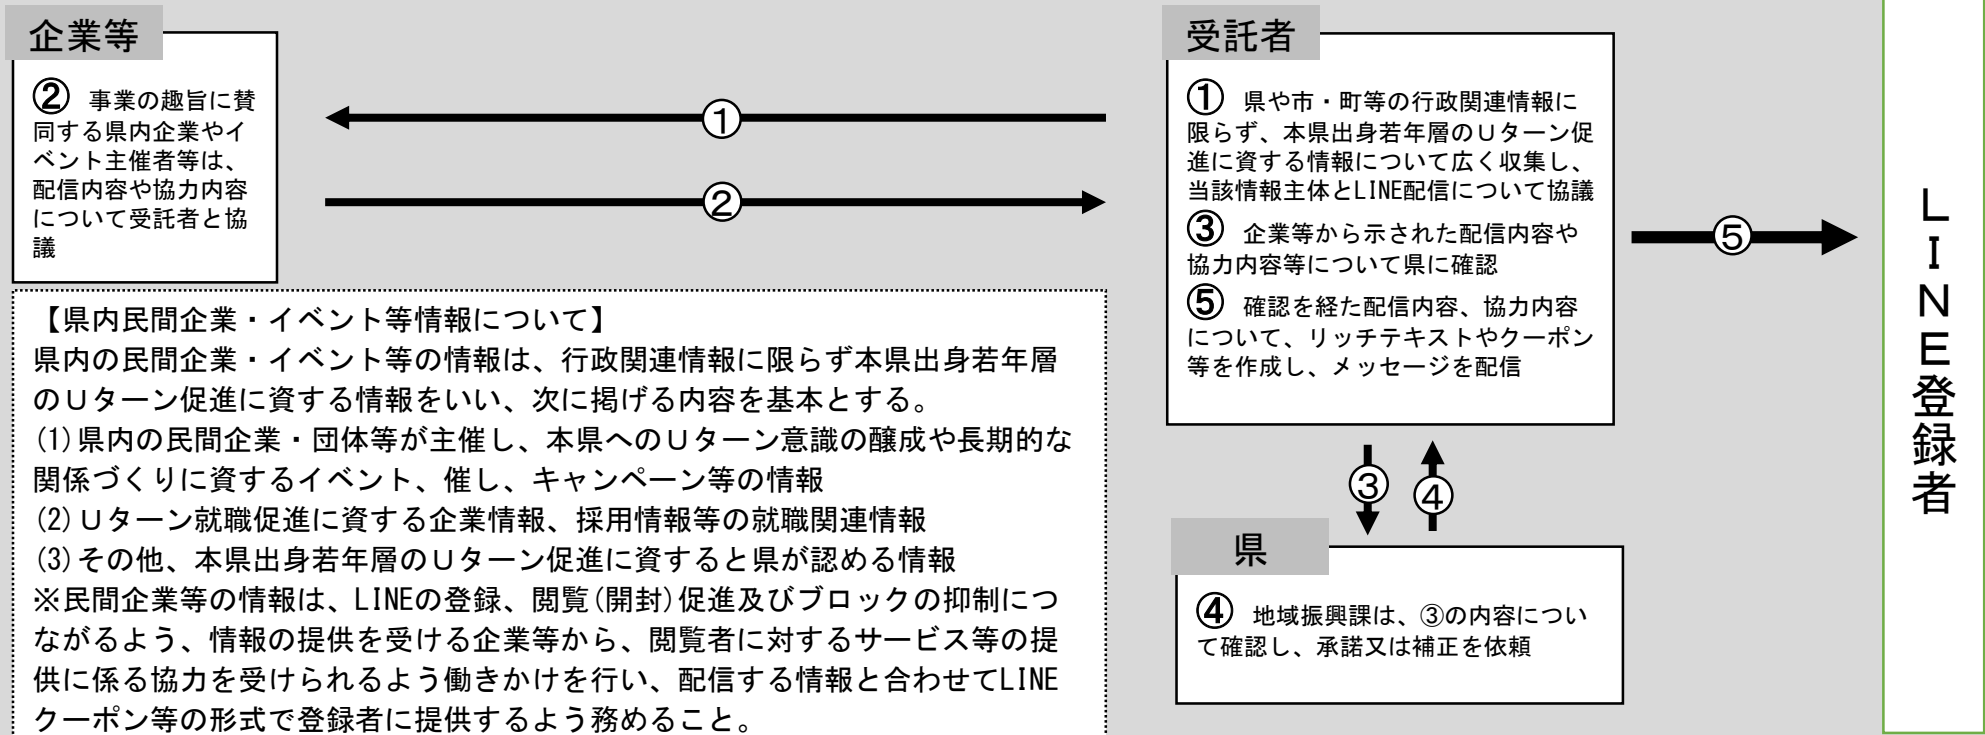 企業等
② 事業の趣旨に賛
同する県内企業やイ
ベント主催者等は、
配信内容や協力内容
について受託者と協
議
①
②
受託者
① 県や市・町等の行政関連情報に
限らず、本県出身若年層のＵターン促
進に資する情報について広く収集し、
当該情報主体とLINE配信について協議
③ 企業等から示された配信内容や
協力内容等について県に確認
⑤ 確認を経た配信内容、協力内容
について、リッチテキストやクーポン
等を作成し、メッセージを配信
⑤
ＬＩＮＥ登録者
③
④
県
④ 地域振興課は、③の内容につい
て確認し、承諾又は補正を依頼
【県内民間企業・イベント等情報について】
県内の民間企業・イベント等の情報は、行政関連情報に限らず本県出身若年層
のＵターン促進に資する情報をいい、次に掲げる内容を基本とする。
(1)県内の民間企業・団体等が主催し、本県へのＵターン意識の醸成や長期的な
関係づくりに資するイベント、催し、キャンペーン等の情報
(2)Ｕターン就職促進に資する企業情報、採用情報等の就職関連情報
(3)その他、本県出身若年層のＵターン促進に資すると県が認める情報
※民間企業等の情報は、LINEの登録、閲覧(開封)促進及びブロックの抑制につ
ながるよう、情報の提供を受ける企業等から、閲覧者に対するサービス等の提
供に係る協力を受けられるよう働きかけを行い、配信する情報と合わせてLINE
クーポン等の形式で登録者に提供するよう務めること。